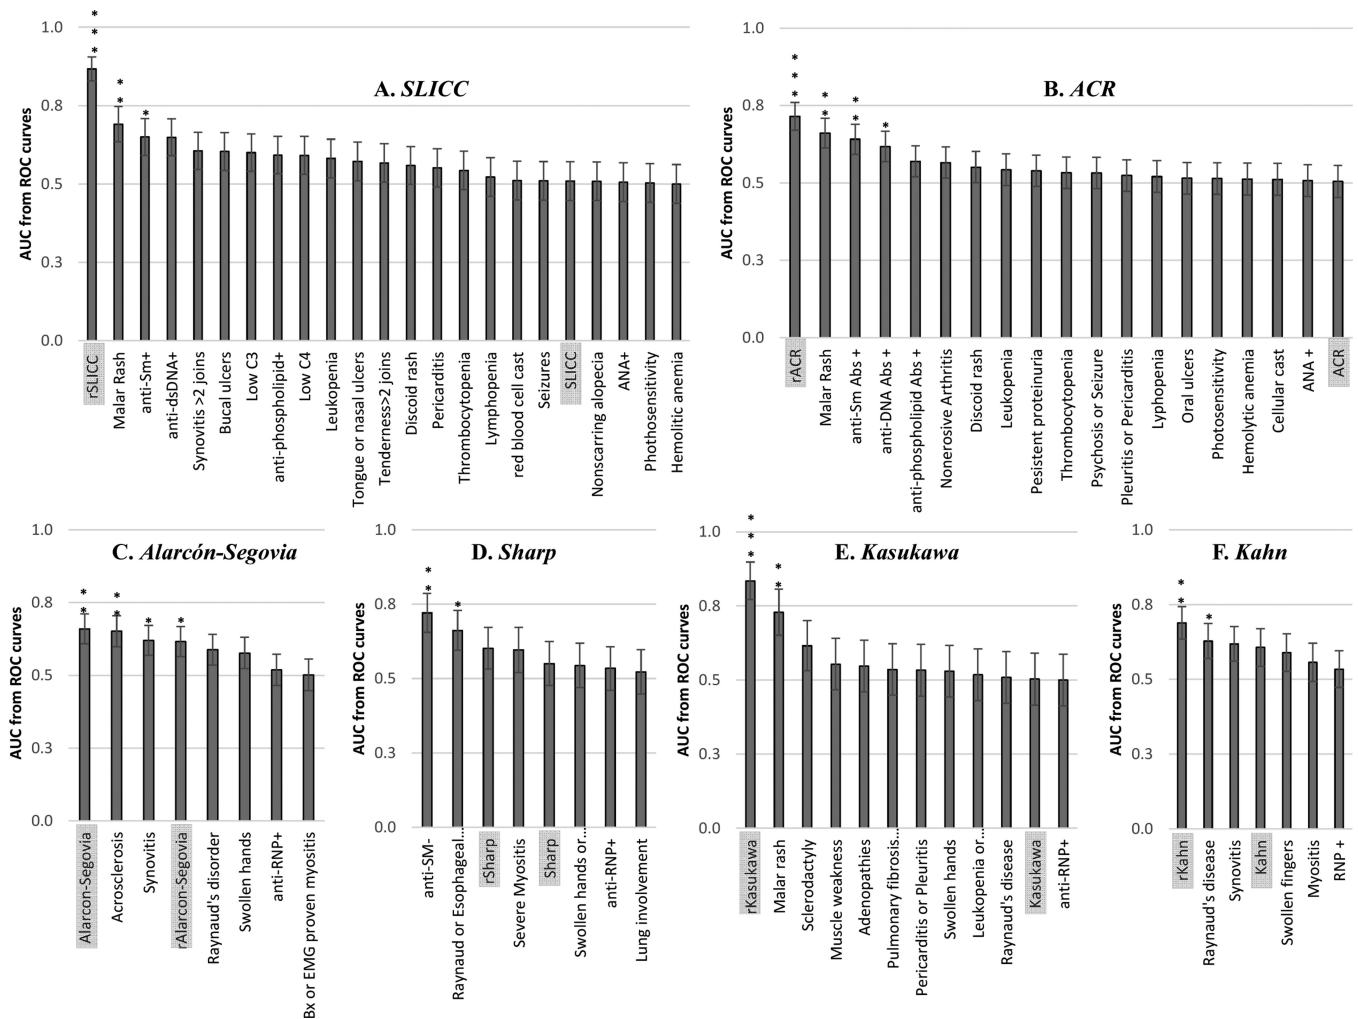 A. SLICC
AUC from ROC curves
1.0
0.8
0.5
0.3
0.0
* * *
* *
*
rSLICC
Malar Rash
anti-Sm+
anti-dsDNA+
Synovitis >2 joins
Bucal ulcers
Low C3
anti-phospholipid+
Low C4
Leukopenia
Tongue or nasal ulcers
Tenderness>2 joins
Discoid rash
Pericarditis
Thrombocytopenia
Lymphopenia
red blood cell cast
Seizures
SLICC
Nonscarring alopecia
ANA+
Phothosensitivity
Hemolitic anemia
B. ACR
AUC from ROC curves
1.0
0.8
0.5
0.3
0.0
* * *
* *
* *
*
rACR
Malar Rash
anti-Sm Abs +
anti-DNA Abs +
anti-phospholipid Abs +
Nonerosive Arthritis
Discoid rash
Leukopenia
Pesistent proteinuria
Thrombocytopenia
Psychosis or Seizure
Pleuritis or Pericarditis
Lyphopenia
Oral ulcers
Photosensitivity
Hemolytic anemia
Cellular cast
ANA +
ACR
C. Alarcón-Segovia
AUC from ROC curves
1.0
0.8
0.5
0.3
0.0
* *
* *
*
*
Alarcon-Segovia
Acrosclerosis
Synovitis
rAlarcon-Segovia
Raynaud's disorder
Swollen hands
anti-RNP+
Bx or EMG proven myositis
D. Sharp
AUC from ROC curves
1.0
0.8
0.5
0.3
0.0
* *
*
anti-SM-
Raynaud or Esophageal...
rSharp
Severe Myositis
Sharp
Swollen hands or...
anti-RNP+
Lung involvement
E. Kasukawa
AUC from ROC curves
1.0
0.8
0.5
0.3
0.0
* * *
* *
rKasukawa
Malar rash
Sclerodactyly
Muscle weakness
Adenopathies
Pulmonary fibrosis...
Pericarditis or Pleuritis
Swollen hands
Leukopenia or...
Raynaud's disease
Kasukawa
anti-RNP+
F. Kahn
AUC from ROC curves
1.0
0.8
0.5
0.3
0.0
* *
*
rKahn
Raynaud's disease
Synovitis
Kahn
Swollen fingers
Myositis
RNP +